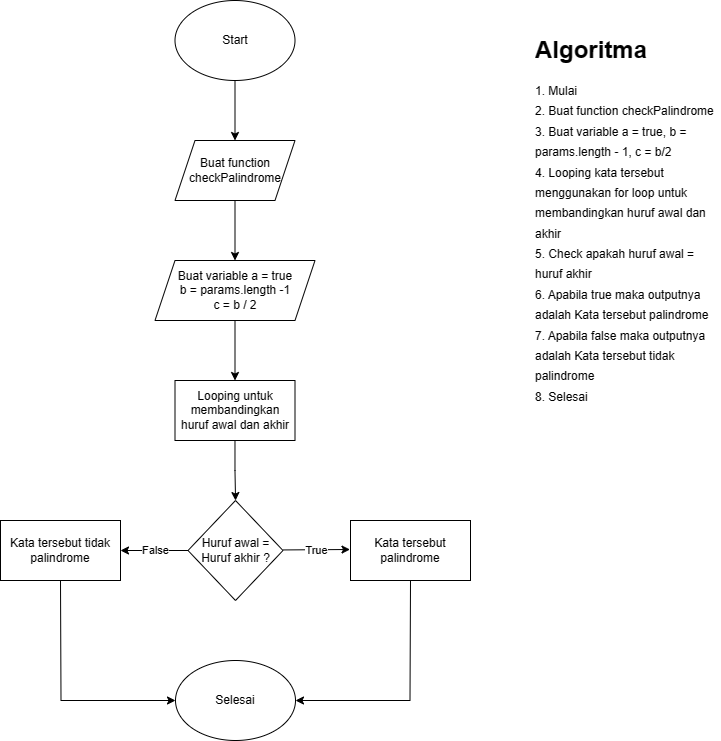 Start
Buat function
checkPalindrome
Buat variable a = true
b = params.length -1
c = b / 2
Looping untuk
membandingkan
huruf awal dan akhir
Huruf awal =
Huruf akhir ?
False
True
Kata tersebut tidak
palindrome
Kata tersebut
palindrome
Selesai
Algoritma
1. Mulai
2. Buat function checkPalindrome
3. Buat variable a = true, b =
params.length - 1, c = b/2
4. Looping kata tersebut
menggunakan for loop untuk
membandingkan huruf awal dan
akhir
5. Check apakah huruf awal =
huruf akhir
6. Apabila true maka outputnya
adalah Kata tersebut palindrome
7. Apabila false maka outputnya
adalah Kata tersebut tidak
palindrome
8. Selesai